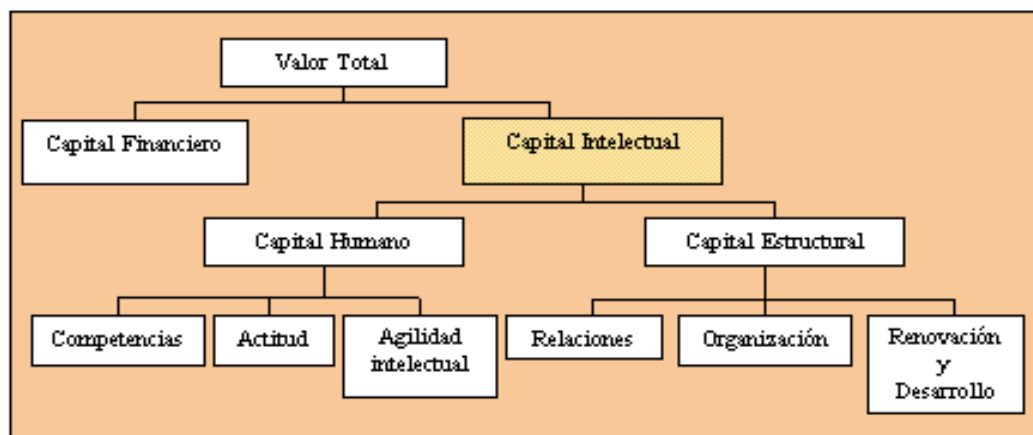 Valor Total
Capital Financiero
Capital Intelectual
Capital Humano
Capital Estructural
Competencias
Actitud
Agilidad
intelectual
Relaciones
Organización
Renovación
y
Desarrollo